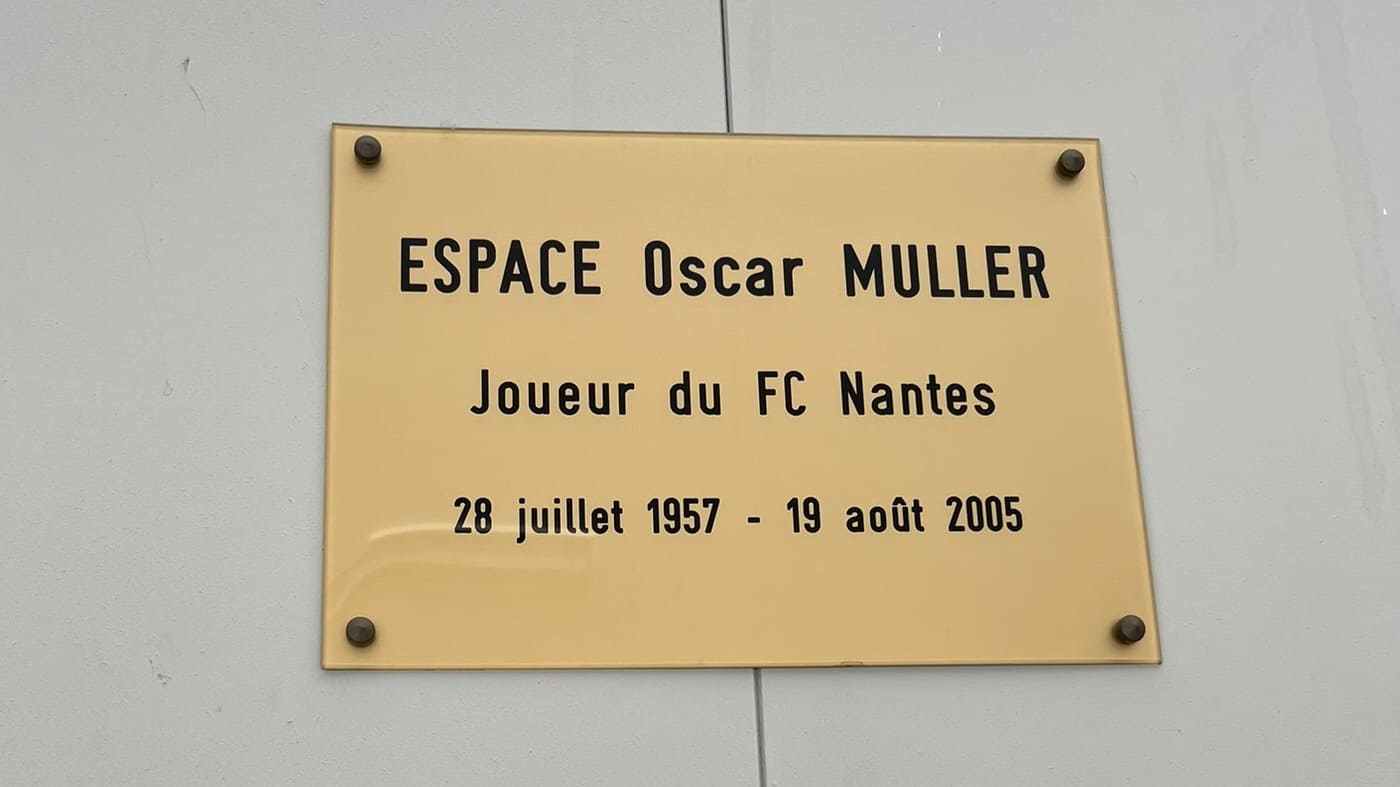 ESPACE Oscar MULLER
Joueur du FC Nantes
28 juillet 1957 - 19 août 2005